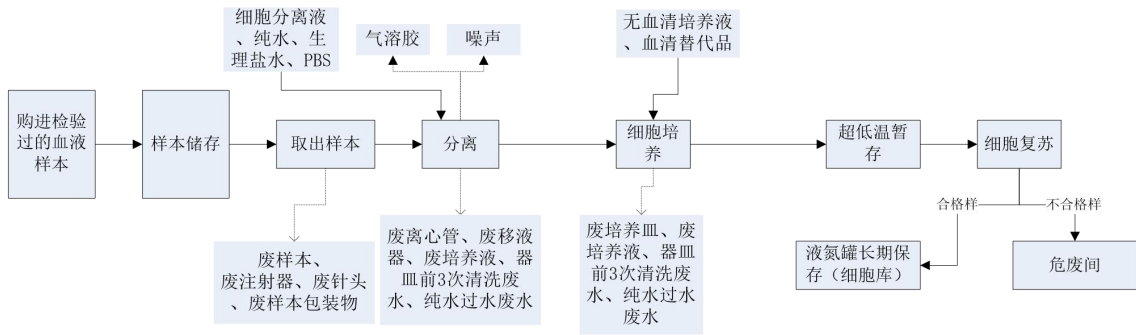 细胞分离液
、纯水、生
理盐水、PBS
气溶胶
噪声
无血清培养液
、血清替代品
购进检验
过的血液
样本
样本储存
取出样本
分离
细胞培
养
超低温暂
存
细胞复苏
合格样
不合格样
废样本、
废注射器、废针头
、废样本包装物
废离心管、废移液
器、废培养液、器
皿前3次清洗废
水、纯水过水废水
废培养皿、废
培养液、器皿
前3次清洗废
水、纯水过水
废水
液氮罐长期保
存（细胞库）
危废间